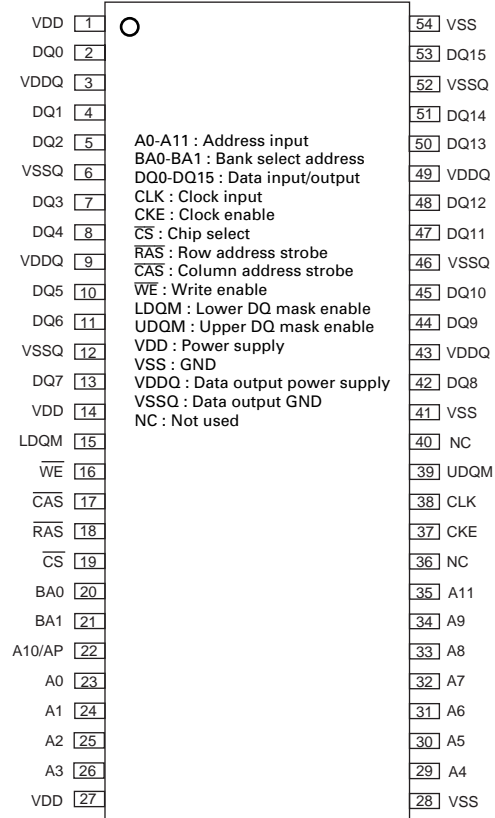 VDD 1
DQ0 2
VDDQ 3
DQ1 4
DQ2 5
VSSQ 6
DQ3 7
DQ4 8
VDDQ 9
DQ5 10
DQ6 11
VSSQ 12
DQ7 13
VDD 14
LDQM 15
WE 16
CAS 17
RAS 18
CS 19
BA0 20
BA1 21
A10/AP 22
A0 23
A1 24
A2 25
A3 26
VDD 27
A0-A11 : Address input
BA0-BA1 : Bank select address
DQ0-DQ15 : Data input/output
CLK : Clock input
CKE : Clock enable
CS : Chip select
RAS : Row address strobe
CAS : Column address strobe
WE : Write enable
LDQM : Lower DQ mask enable
UDQM : Upper DQ mask enable
VDD : Power supply
VSS : GND
VDDQ : Data output power supply
VSSQ : Data output GND
NC : Not used
54 VSS
53 DQ15
52 VSSQ
51 DQ14
50 DQ13
49 VDDQ
48 DQ12
47 DQ11
46 VSSQ
45 DQ10
44 DQ9
43 VDDQ
42 DQ8
41 VSS
40 NC
39 UDQM
38 CLK
37 CKE
36 NC
35 A11
34 A9
33 A8
32 A7
31 A6
30 A5
29 A4
28 VSS